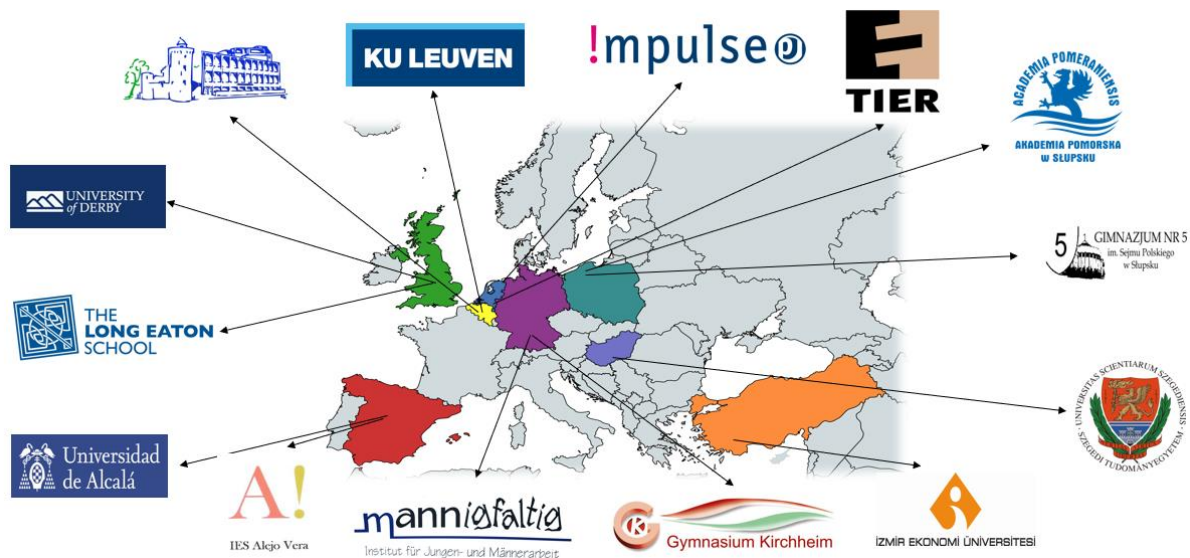 KU LEUVEN
!mpulse
TIER
ACADEMIA POMERANIENSIS
AKADEMIA POMORSKA
W SŁUPSKU
UNIVERSITY
of DERBY
5
GIMNAZJUM NR 5
im. Sejmu Polskiego
w Słupsku
THE
LONG EATON
SCHOOL
UNIVERSITAS SCIENTIARUM SZEGEDIENSIS
SZEGEDI TUDOMÁNYEGYETEM
Universidad
de Alcalá
A!
IES Alejo Vera
mannigfaltig
Institut für Jungen- und Männerarbeit
GK
Gymnasium Kirchheim
İZMİR EKONOMİ ÜNİVERSİTESİ